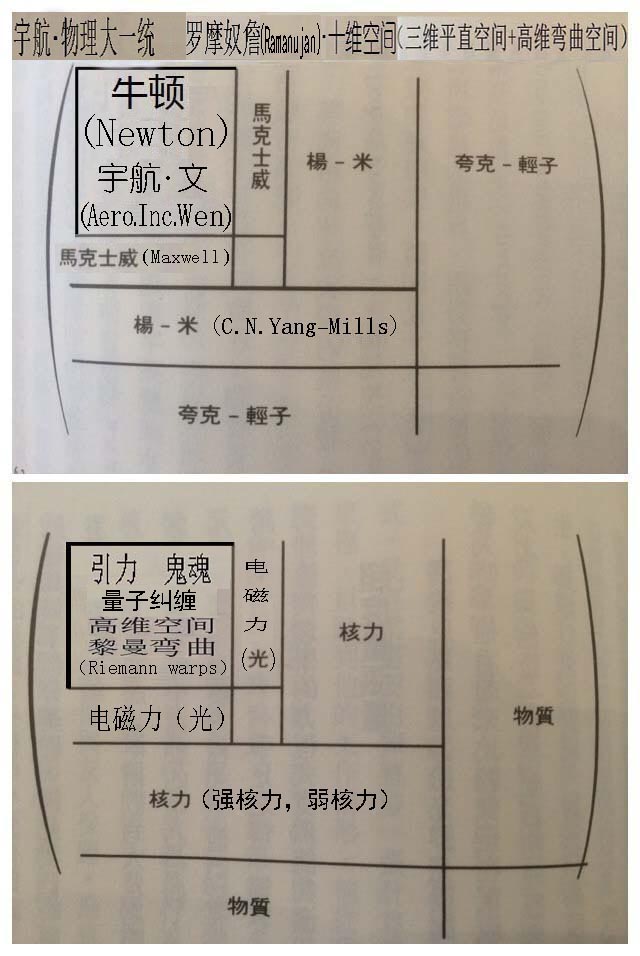 宇航·物理大一统 罗摩奴詹(Ramanujan)·十维空间(三维平直空间+高维弯曲空间)
牛顿
(Newton)
宇航·文
(Aero.Inc.Wen)
馬克士威
楊-米
夸克-輕子
馬克士威(Maxwell)
楊-米 (C.N.Yang-Mills)
夸克-輕子
引力 鬼魂
量子纠缠
高维空间
黎曼弯曲
(Riemann warps)
电磁力(光)
核力
物質
电磁力(光)
核力(强核力，弱核力)
物質